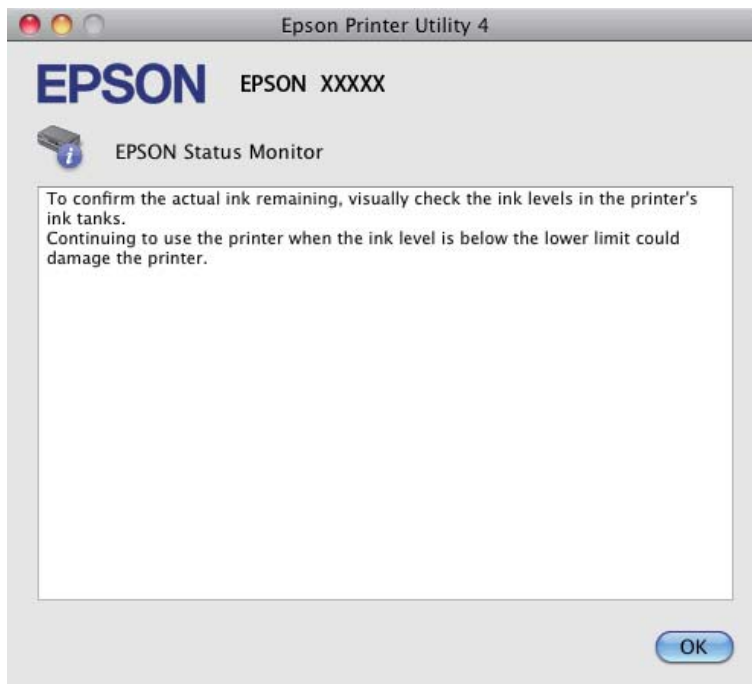 Epson Printer Utility 4
EPSON EPSON XXXXX
EPSON Status Monitor
To confirm the actual ink remaining, visually check the ink levels in the printer's
ink tanks.
Continuing to use the printer when the ink level is below the lower limit could
damage the printer.
OK